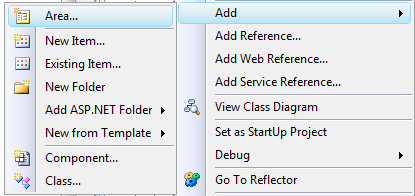 Area...
New Item...
Existing Item...
New Folder
Add ASP.NET Folder
New from Template
Component...
Class...
Add
Add Reference...
Add Web Reference...
Add Service Reference...
View Class Diagram
Set as StartUp Project
Debug
Go To Reflector